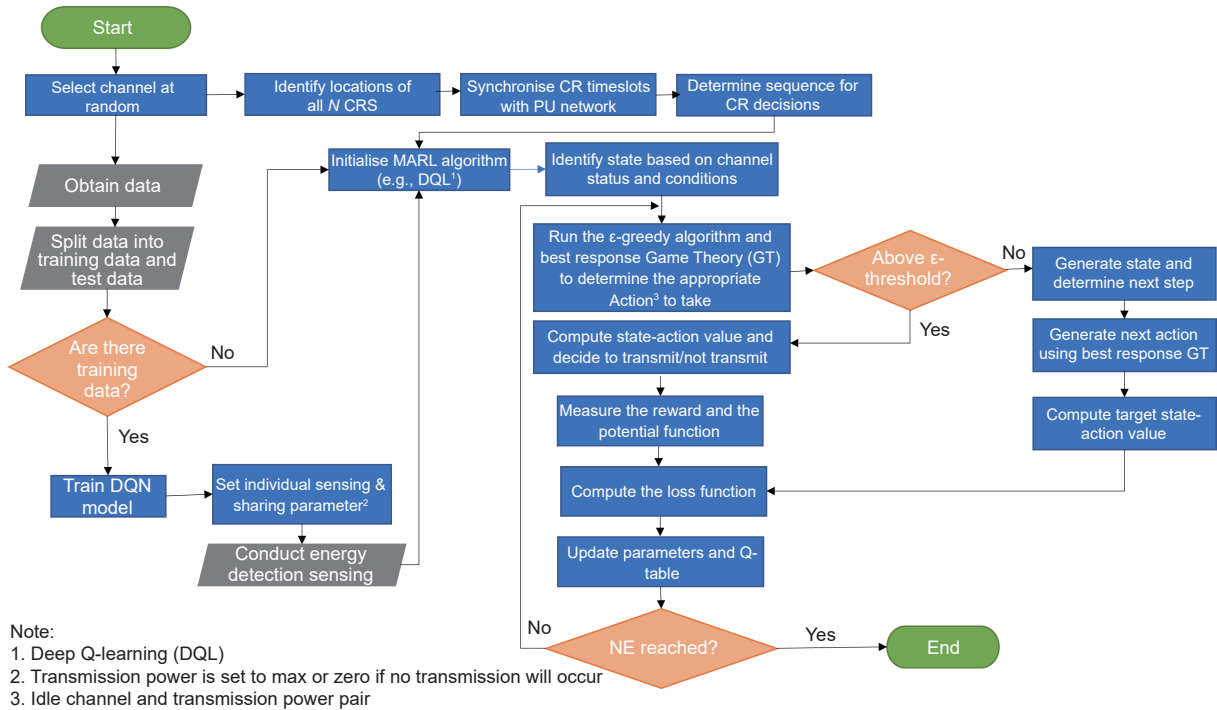 Start
Select channel at
random
Identify locations of
all N CRS
Synchronise CR timeslots
with PU network
Determine sequence for
CR decisions
Obtain data
Initialise MARL algorithm
(e.g., DQL¹)
Identify state based on channel
status and conditions
Split data into
training data and
test data
Run the ε-greedy algorithm and
best response Game Theory (GT)
to determine the appropriate
Action³ to take
Above ε-
threshold?
No
Generate state and
determine next step
Yes
Are there
training
data?
No
Compute state-action value and
decide to transmit/not transmit
Generate next action
using best response GT
Yes
Measure the reward and the
potential function
Compute target state-
action value
Train DQN
model
Set individual sensing &
sharing parameter²
Compute the loss function
Conduct energy
detection sensing
Update parameters and Q-
table
No
NE reached?
Yes
End
Note:
1. Deep Q-learning (DQL)
2. Transmission power is set to max or zero if no transmission will occur
3. Idle channel and transmission power pair